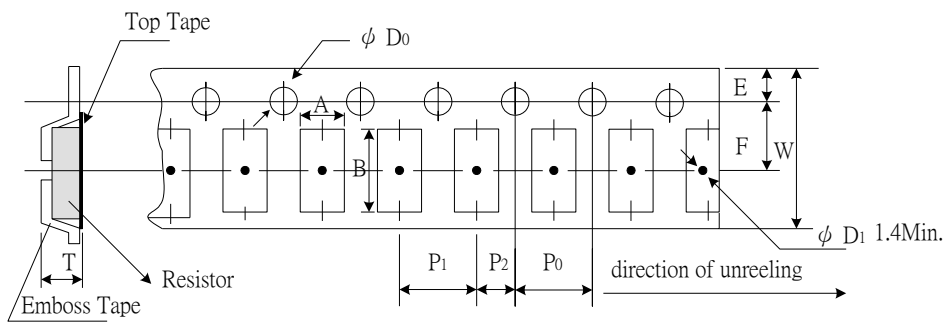 Top Tape
ϕ D0
A
E
F
W
B
ϕ D1 1.4Min.
T
Resistor
Emboss Tape
P1
P2
P0
direction of unreeling